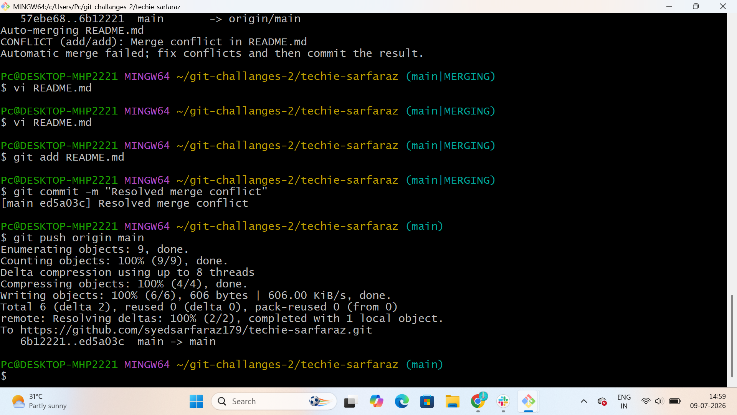 MINGW64:/c/Users/Pc/git-challanges-2/techie-sarfaraz
   57ebe68..6b12221  main       -> origin/main
Auto-merging README.md
CONFLICT (add/add): Merge conflict in README.md
Automatic merge failed; fix conflicts and then commit the result.
Pc@DESKTOP-MHP2221 MINGW64 ~/git-challanges-2/techie-sarfaraz (main|MERGING)
$ vi README.md
Pc@DESKTOP-MHP2221 MINGW64 ~/git-challanges-2/techie-sarfaraz (main|MERGING)
$ vi README.md
Pc@DESKTOP-MHP2221 MINGW64 ~/git-challanges-2/techie-sarfaraz (main|MERGING)
$ git add README.md
Pc@DESKTOP-MHP2221 MINGW64 ~/git-challanges-2/techie-sarfaraz (main|MERGING)
$ git commit -m "Resolved merge conflict"
[main ed5a03c] Resolved merge conflict
Pc@DESKTOP-MHP2221 MINGW64 ~/git-challanges-2/techie-sarfaraz (main)
$ git push origin main
Enumerating objects: 9, done.
Counting objects: 100% (9/9), done.
Delta compression using up to 8 threads
Compressing objects: 100% (4/4), done.
Writing objects: 100% (6/6), 606 bytes | 606.00 KiB/s, done.
Total 6 (delta 2), reused 0 (delta 0), pack-reused 0 (from 0)
remote: Resolving deltas: 100% (2/2), completed with 1 local object.
To https://github.com/syedsarfaraz179/techie-sarfaraz.git
   6b12221..ed5a03c  main -> main
Pc@DESKTOP-MHP2221 MINGW64 ~/git-challanges-2/techie-sarfaraz (main)
$
31°C
Partly sunny
Search
ENG
IN
14:59
09-07-2026